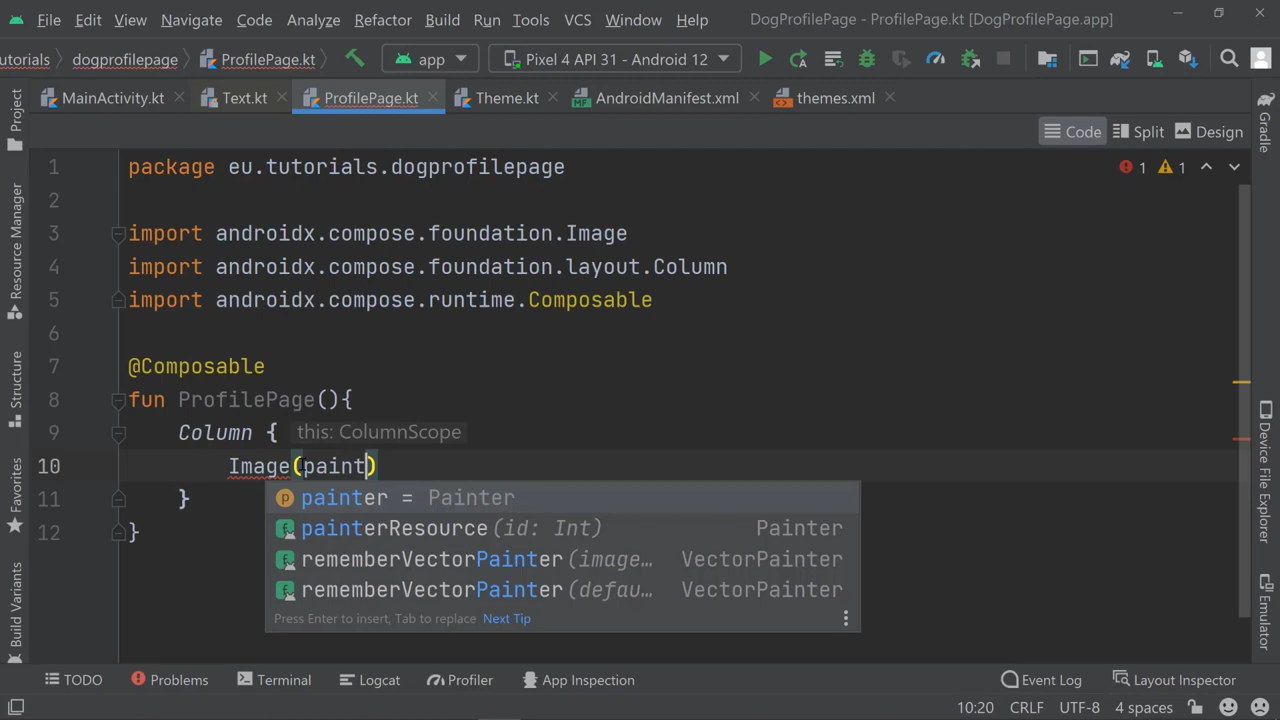 File Edit View Navigate Code Analyze Refactor Build Run Tools VCS Window Help DogProfilePage - ProfilePage.kt [DogProfilePage.app]
utorials dogprofilepage ProfilePage.kt app Pixel 4 API 31 - Android 12
MainActivity.kt Text.kt ProfilePage.kt Theme.kt AndroidManifest.xml themes.xml
Code Split Design
Project
Resource Manager
Structure
Favorites
Build Variants
1 package eu.tutorials.dogprofilepage 1 1
2
3 import androidx.compose.foundation.Image
4 import androidx.compose.foundation.layout.Column
5 import androidx.compose.runtime.Composable
6
7 @Composable
8 fun ProfilePage(){
9 Column { this: ColumnScope
10 Image(paint)
11 }
12 }
painter = Painter
painterResource(id: Int) Painter
rememberVectorPainter(image… VectorPainter
rememberVectorPainter(defau… VectorPainter
Press Enter to insert, Tab to replace Next Tip
Gradle
Device File Explorer
Emulator
TODO Problems Terminal Logcat Profiler App Inspection Event Log Layout Inspector
10:20 CRLF UTF-8 4 spaces